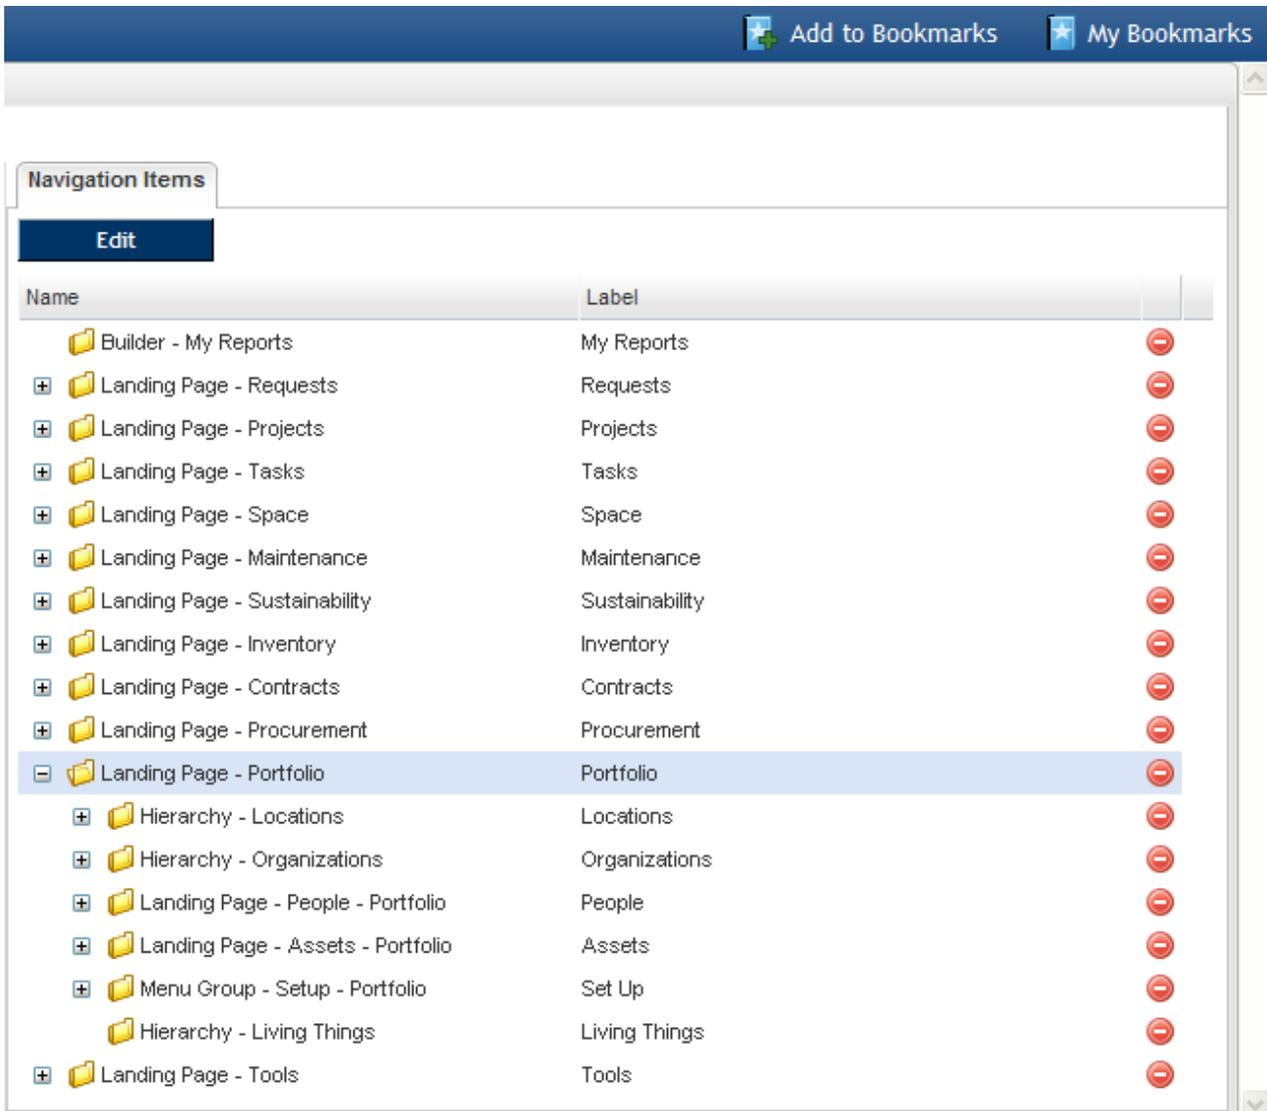 Add to Bookmarks My Bookmarks
Navigation Items
Edit
Name Label
Builder - My Reports My Reports
Landing Page - Requests Requests
Landing Page - Projects Projects
Landing Page - Tasks Tasks
Landing Page - Space Space
Landing Page - Maintenance Maintenance
Landing Page - Sustainability Sustainability
Landing Page - Inventory Inventory
Landing Page - Contracts Contracts
Landing Page - Procurement Procurement
Landing Page - Portfolio Portfolio
Hierarchy - Locations Locations
Hierarchy - Organizations Organizations
Landing Page - People - Portfolio People
Landing Page - Assets - Portfolio Assets
Menu Group - Setup - Portfolio Set Up
Hierarchy - Living Things Living Things
Landing Page - Tools Tools